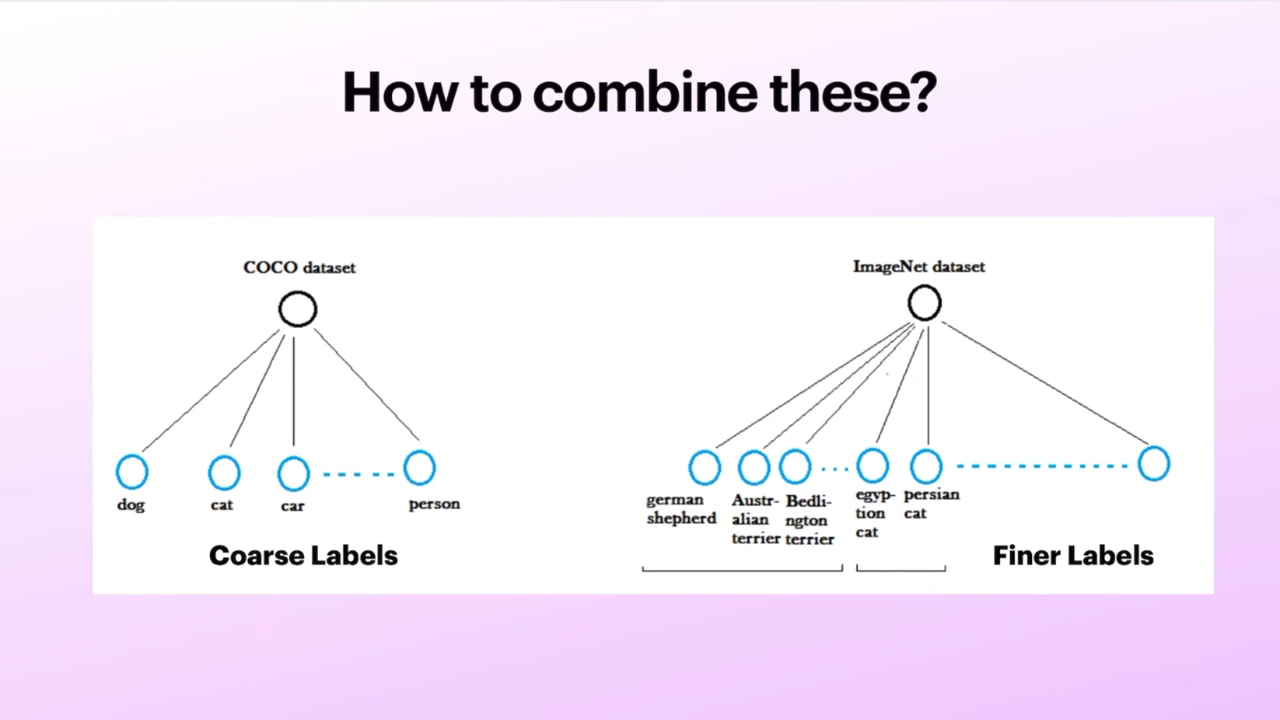 How to combine these?
COCO dataset
dog
cat
car
person
Coarse Labels
ImageNet dataset
german
shepherd
Austr-
alian
terrier
Bedli-
ngton
terrier
egyp-
tion
cat
persian
cat
Finer Labels